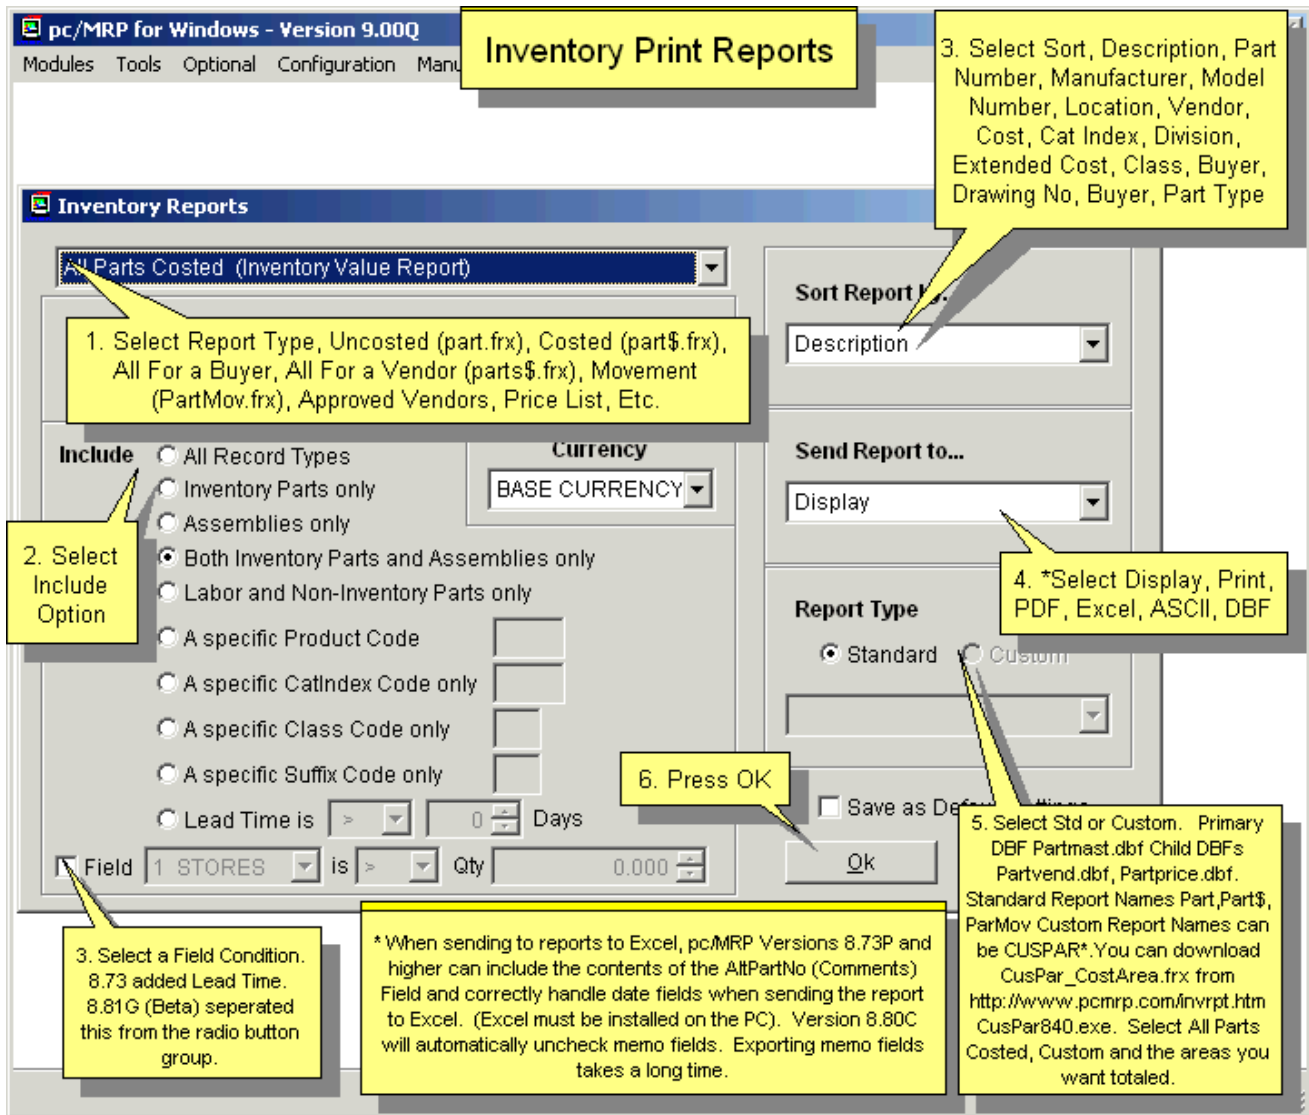 pc/MRP for Windows - Version 9.00Q
Modules Tools Optional Configuration Manu
Inventory Print Reports
3. Select Sort, Description, Part
Number, Manufacturer, Model
Number, Location, Vendor,
Cost, Cat Index, Division,
Extended Cost, Class, Buyer,
Drawing No, Buyer, Part Type
Inventory Reports
All Parts Costed (Inventory Value Report)
1. Select Report Type, Uncosted (part.frx), Costed (part$.frx),
All For a Buyer, All For a Vendor (parts$.frx), Movement
(PartMov.frx), Approved Vendors, Price List, Etc.
Sort Report by.
Description
Include
All Record Types
Inventory Parts only
Assemblies only
Both Inventory Parts and Assemblies only
Labor and Non-Inventory Parts only
A specific Product Code
A specific CatIndex Code only
A specific Class Code only
A specific Suffix Code only
Lead Time is > 0 Days
Field 1 STORES is > Qty 0.000
Currency
BASE CURRENCY
2. Select
Include
Option
Send Report to...
Display
4. *Select Display, Print,
PDF, Excel, ASCII, DBF
Report Type
Standard Custom
6. Press OK
Save as Default Settings
Ok
5. Select Std or Custom. Primary
DBF Partmast.dbf Child DBFs
Partvend.dbf, Partprice.dbf.
Standard Report Names Part,Part$,
ParMov Custom Report Names can
be CUSPAR*.You can download
CusPar_CostArea.frx from
http://wwww.pcmrp.com/invrpt.htm
CusPar840.exe. Select All Parts
Costed, Custom and the areas you
want totaled.
3. Select a Field Condition.
8.73 added Lead Time.
8.81G (Beta) seperated
this from the radio button
group.
* When sending to reports to Excel, pc/MRP Versions 8.73P and
higher can include the contents of the AltPartNo (Comments)
Field and correctly handle date fields when sending the report
to Excel. (Excel must be installed on the PC). Version 8.80C
will automatically uncheck memo fields. Exporting memo fields
takes a long time.